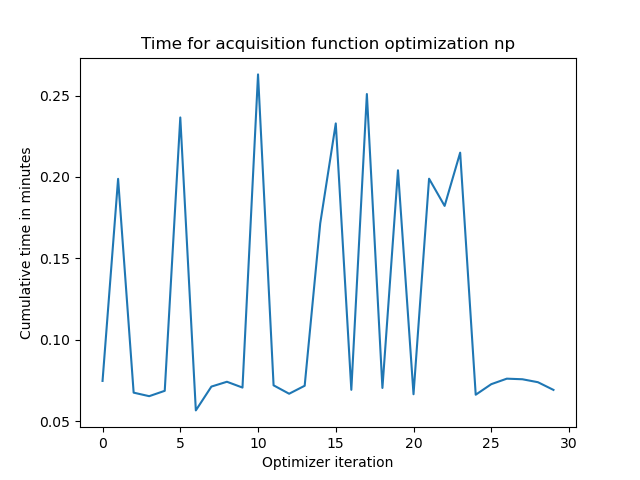 Time for acquisition function optimization np
Cumulative time in minutes
0.25
0.20
0.15
0.10
0.05
0 5 10 15 20 25 30
Optimizer iteration